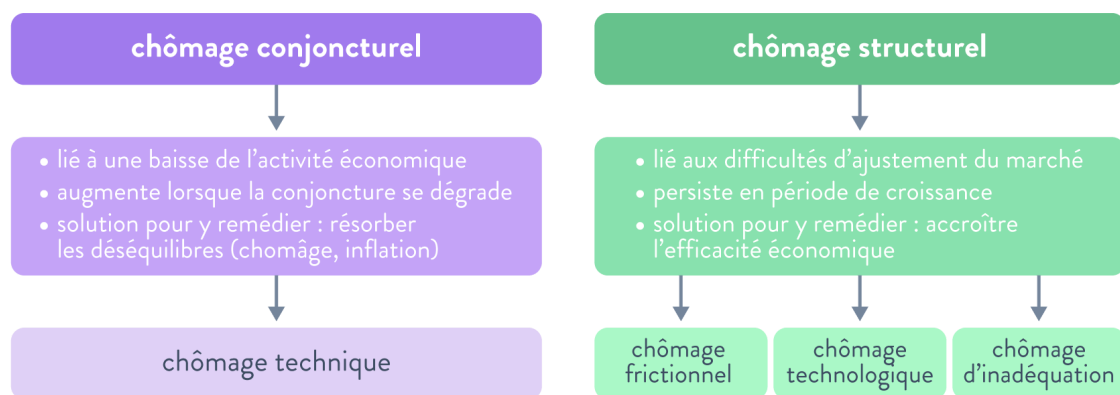 chômage conjoncturel
• lié à une baisse de l'activité économique
• augmente lorsque la conjoncture se dégrade
• solution pour y remédier : résorber
les déséquilibres (chomâge, inflation)
chômage technique
chômage structurel
• lié aux difficultés d'ajustement du marché
• persiste en période de croissance
• solution pour y remédier : accroître
l'efficacité économique
chômage
frictionnel
chômage
technologique
chômage
d'inadéquation